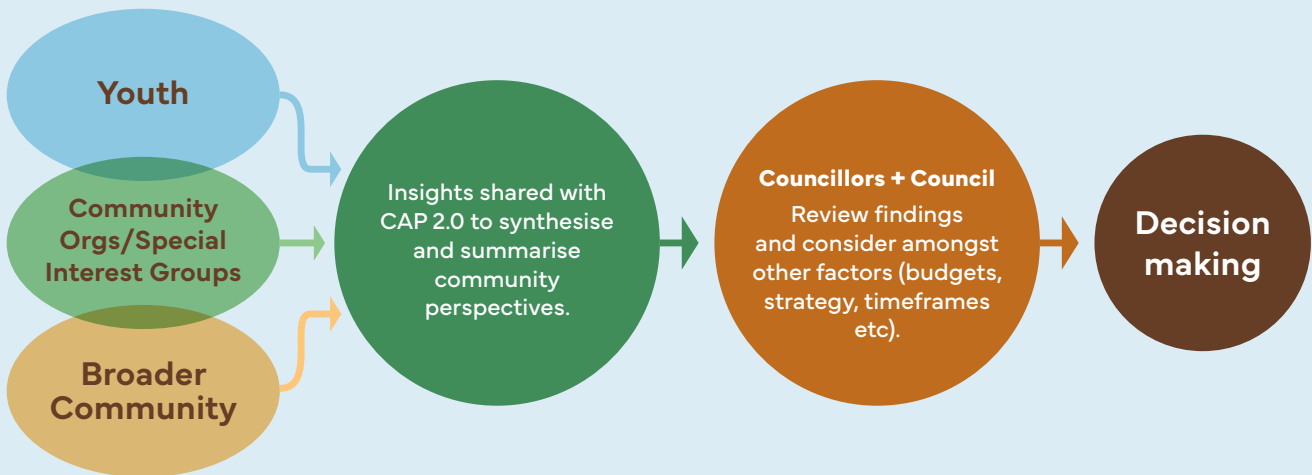 Youth
Community
Orgs/Special
Interest Groups
Broader
Community
Insights shared with
CAP 2.0 to synthesise
and summarise
community
perspectives.
Councillors + Council
Review findings
and consider amongst
other factors (budgets,
strategy, timeframes
etc).
Decision
making